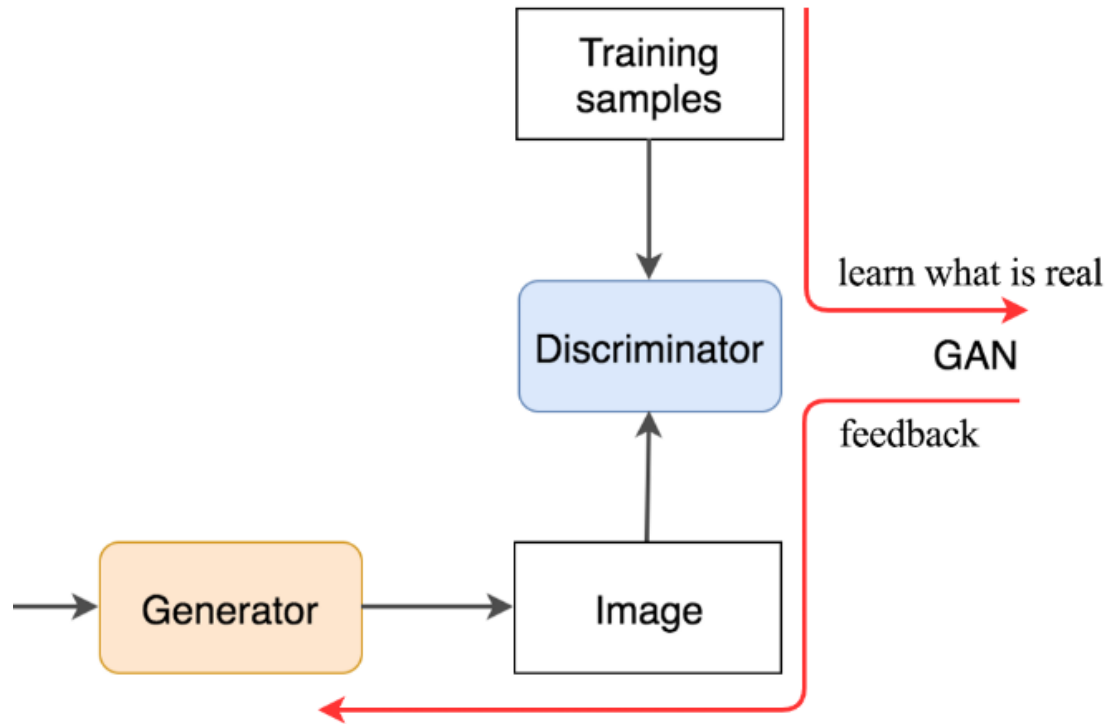 Training
samples
learn what is real
Discriminator
GAN
feedback
Generator
Image